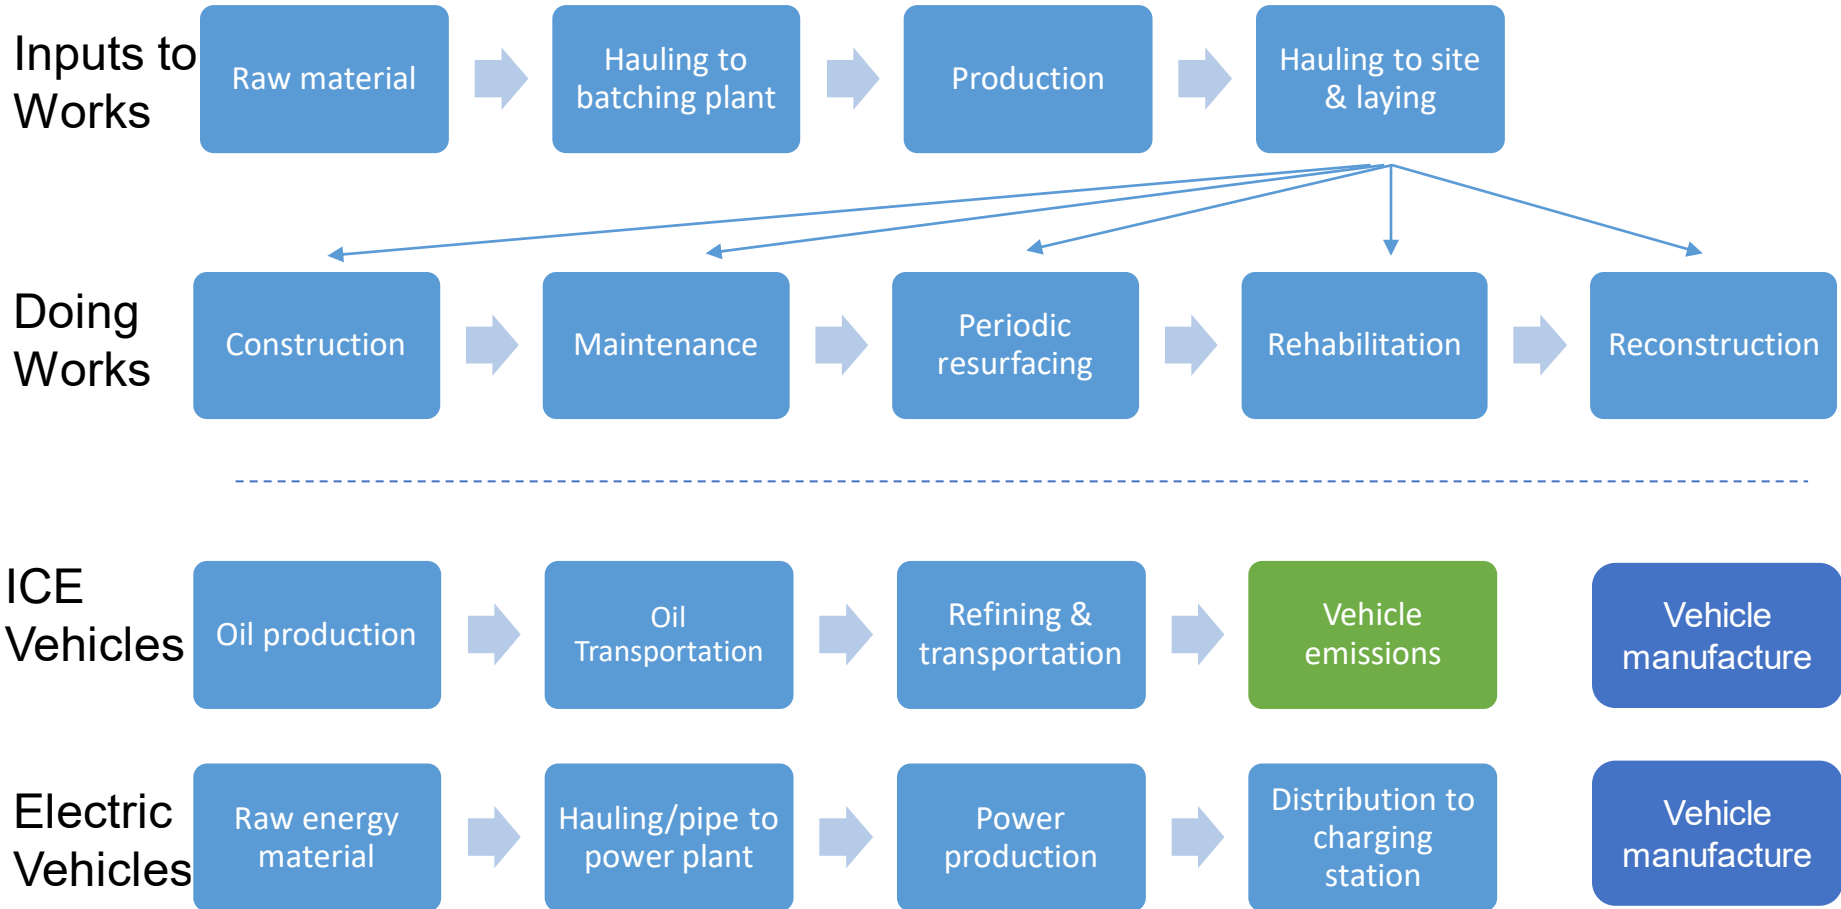 Inputs to
Works
Raw material
Hauling to
batching plant
Production
Hauling to site
& laying
Doing
Works
Construction
Maintenance
Periodic
resurfacing
Rehabilitation
Reconstruction
ICE
Vehicles
Oil production
Oil
Transportation
Refining &
transportation
Vehicle
emissions
Vehicle
manufacture
Electric
Vehicles
Raw energy
material
Hauling/pipe to
power plant
Power
production
Distribution to
charging
station
Vehicle
manufacture